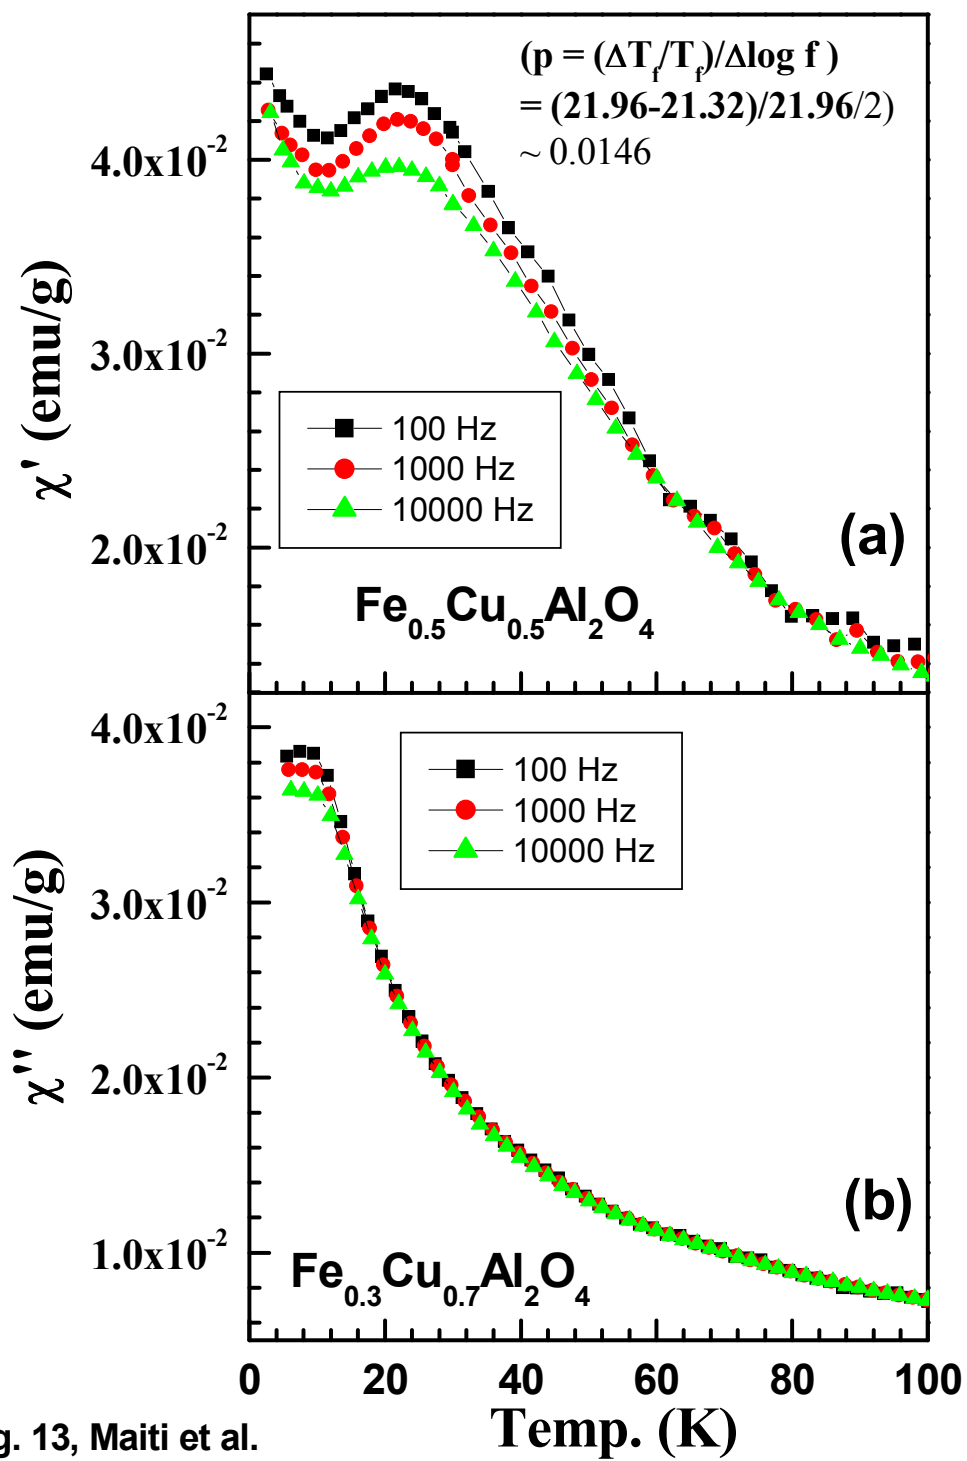 (p = (ΔT_f/T_f)/Δlog f )
= (21.96-21.32)/21.96/2)
~ 0.0146
4.0x10⁻²
3.0x10⁻²
2.0x10⁻²
χ' (emu/g)
100 Hz
1000 Hz
10000 Hz
(a)
Fe₀.₅Cu₀.₅Al₂O₄
4.0x10⁻²
3.0x10⁻²
2.0x10⁻²
1.0x10⁻²
χ'' (emu/g)
100 Hz
1000 Hz
10000 Hz
(b)
Fe₀.₃Cu₀.₇Al₂O₄
0 20 40 60 80 100
Temp. (K)
g. 13, Maiti et al.